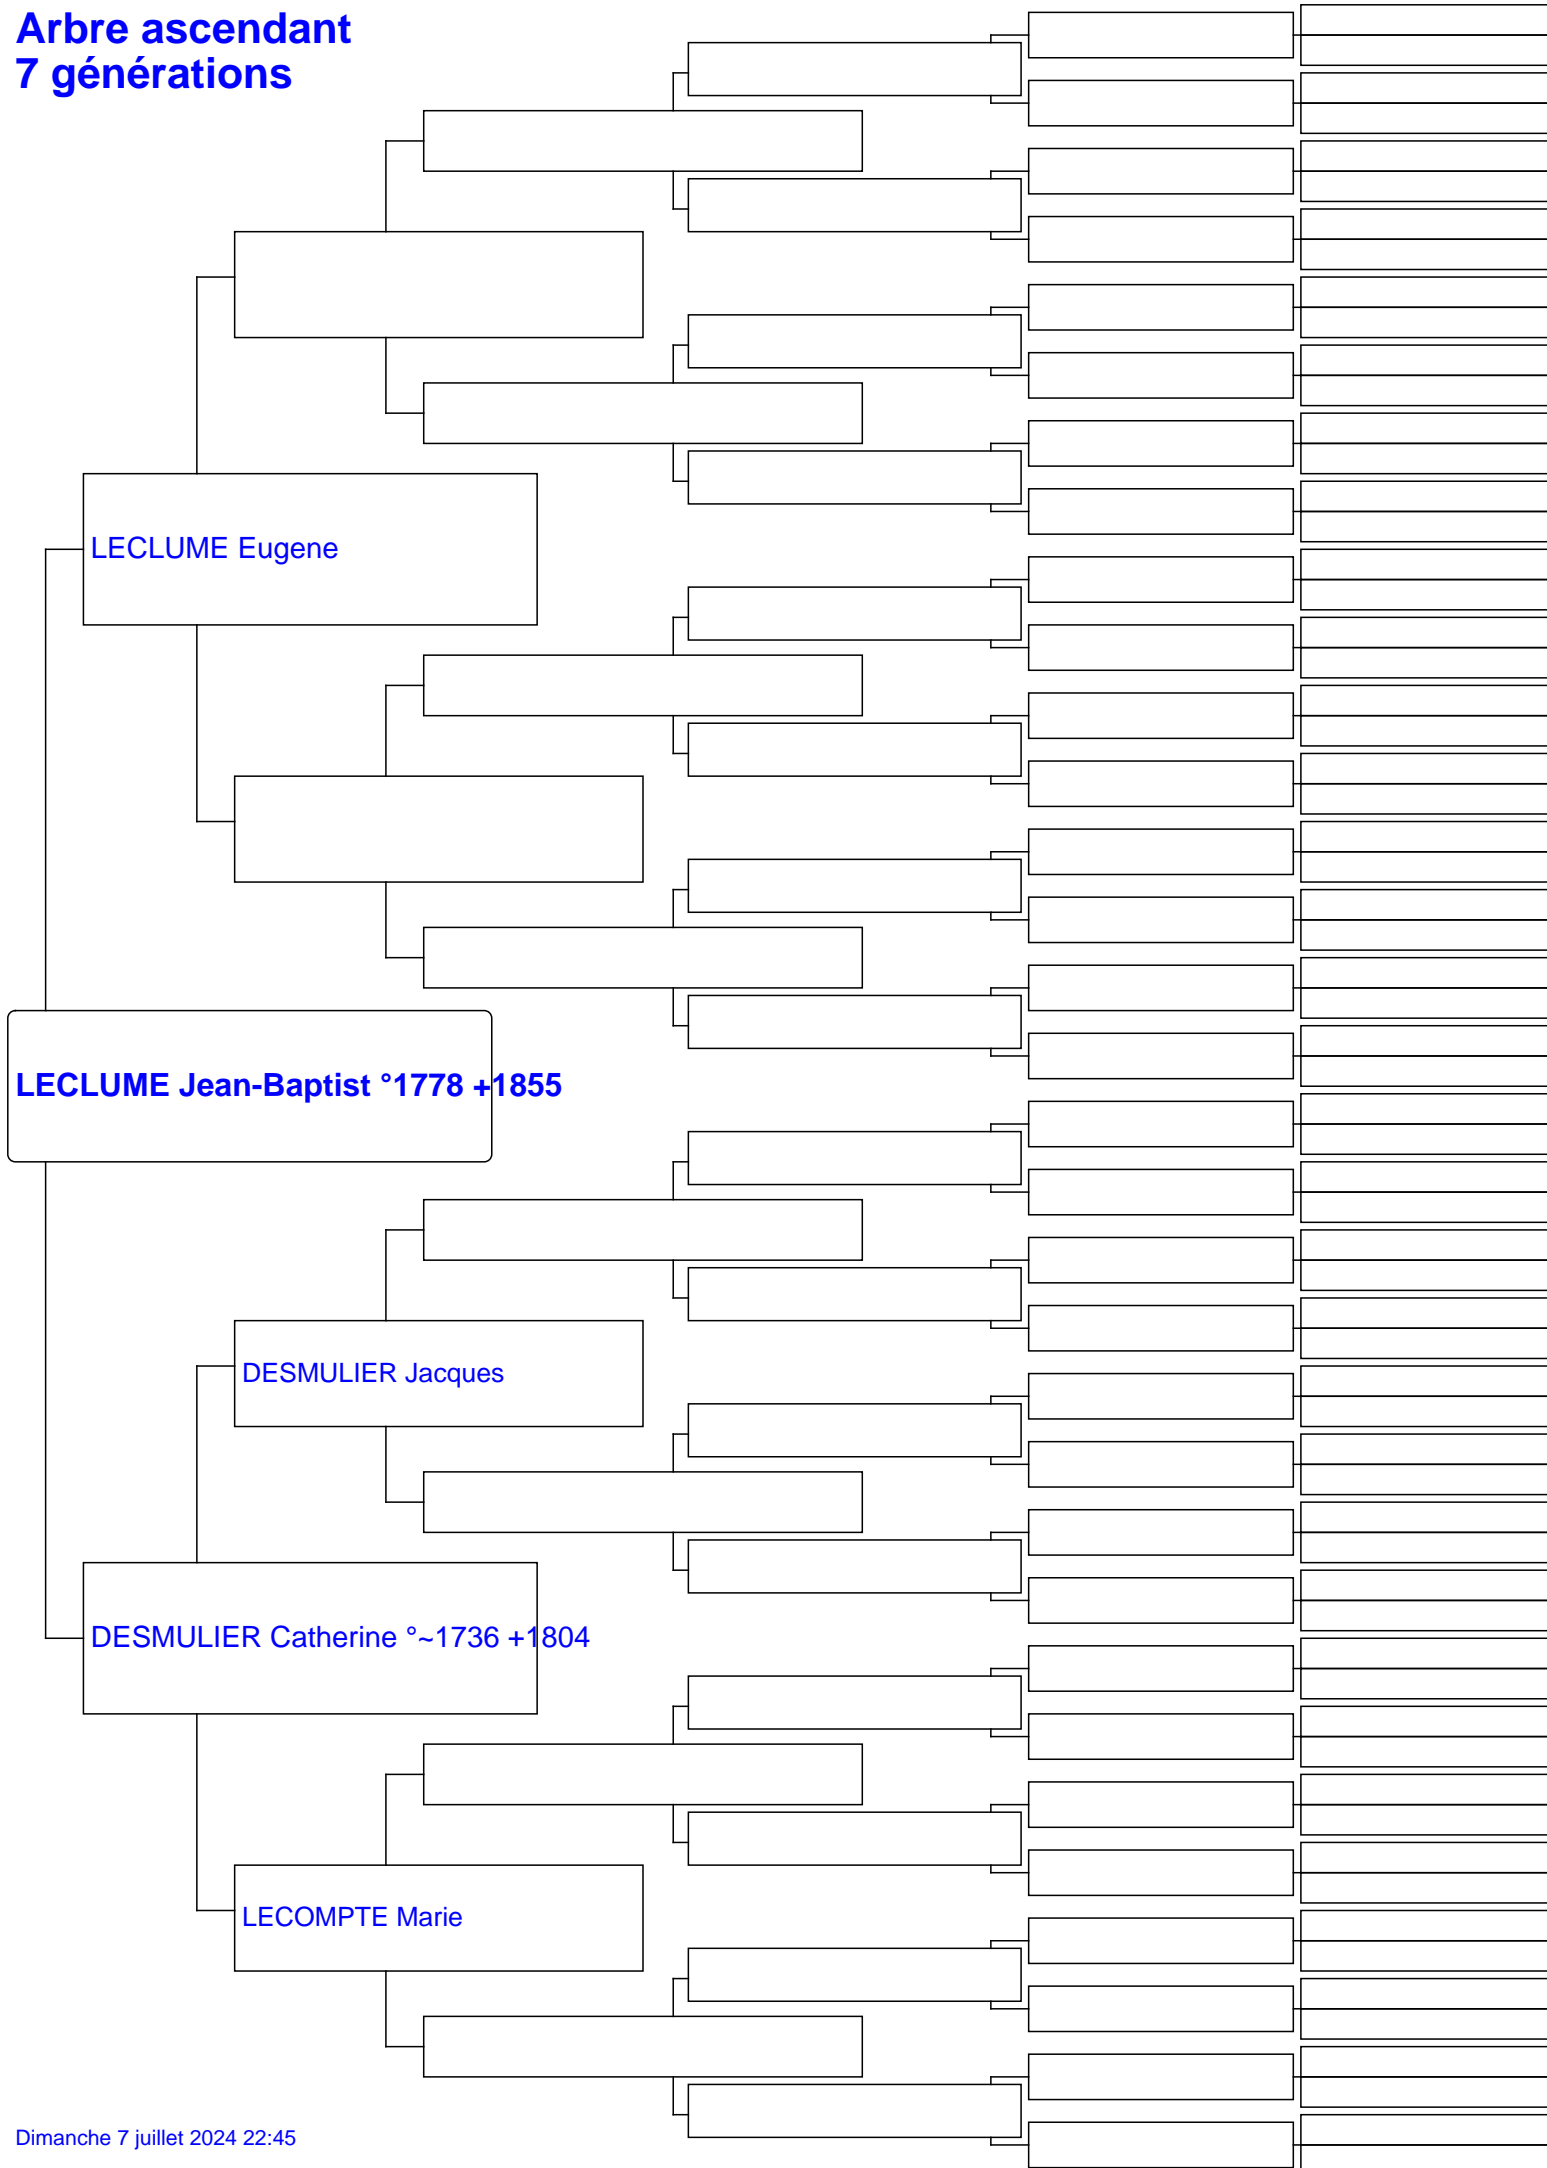 Arbre ascendant
7 générations
LECLUME Eugene
LECLUME Jean-Baptist °1778 +1855
DESMULIER Jacques
DESMULIER Catherine °~1736 +1804
LECOMPTE Marie
Dimanche 7 juillet 2024 22:45